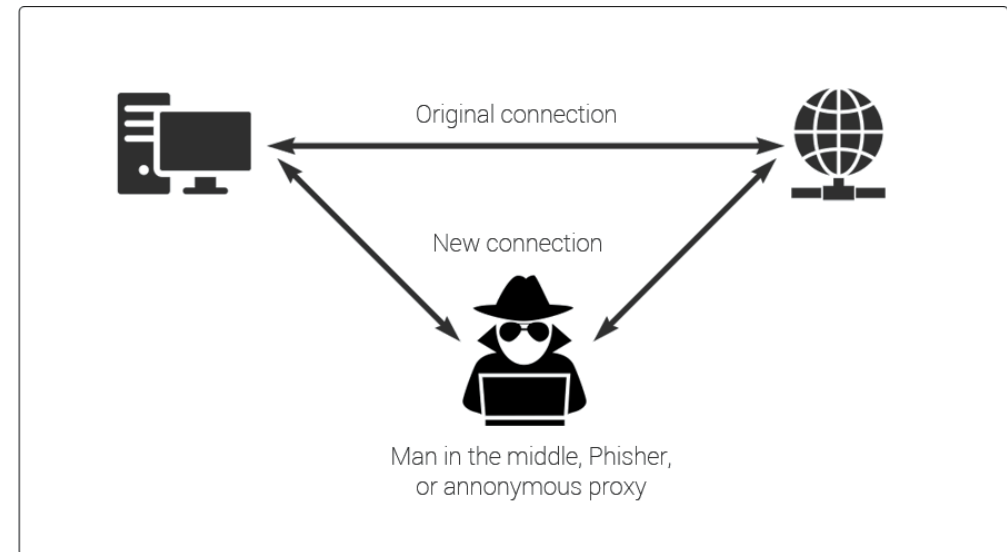 Original connection
New connection
Man in the middle, Phisher,
or annonymous proxy